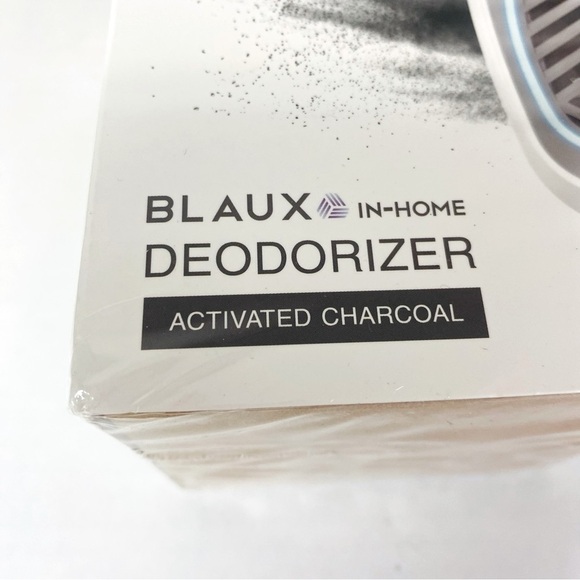 BLAUX IN-HOME
DEODORIZER
ACTIVATED CHARCOAL